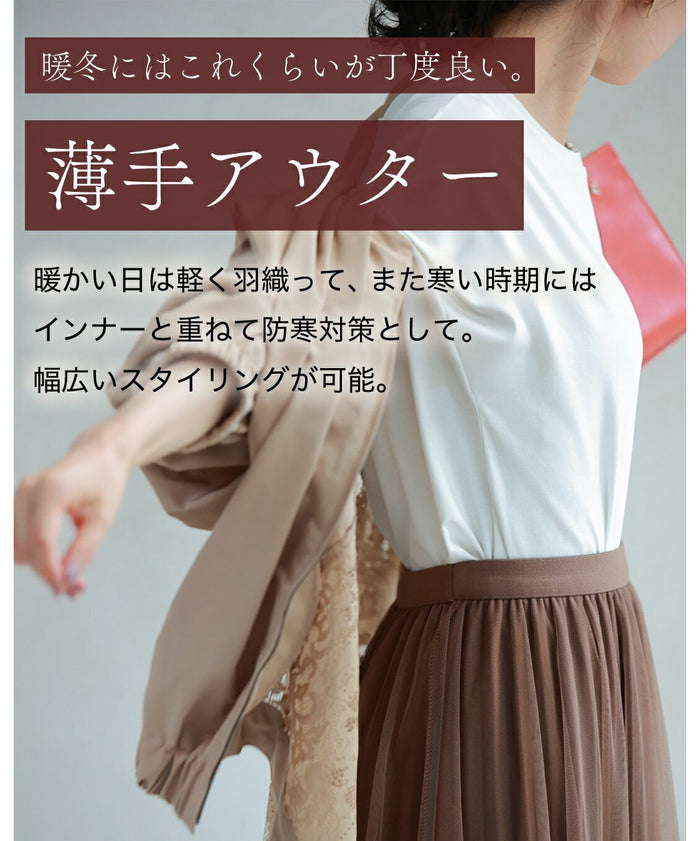 暖冬にはこれくらいが丁度良い。
薄手アウター
暖かい日は軽く羽織って、また寒い時期には
インナーと重ねて防寒対策として。
幅広いスタイリングが可能。